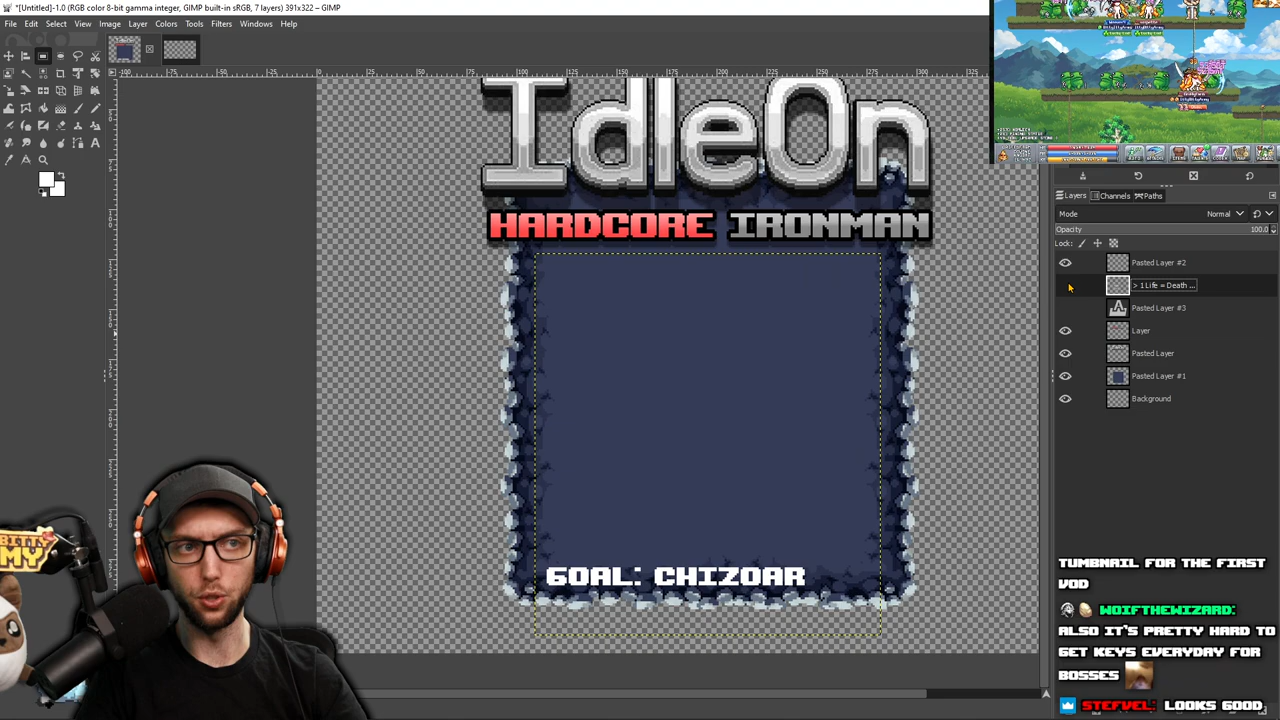 *[Untitled]-1.0 (RGB color 8-bit gamma integer, GIMP built-in sRGB, 7 layers) 391x322 – GIMP
File Edit Select View Image Layer Colors Tools Filters Windows Help
IdleOn
HARDCORE IRONMAN
GOAL: CHIZOAR
Layers Channels Paths
Mode Normal
Opacity 100.0
Lock:
Pasted Layer #2
> 1 Life = Death ...
Pasted Layer #3
Layer
Pasted Layer
Pasted Layer #1
Background
TUMBNAIL FOR THE FIRST
VOD
WOIFTHEWIZARD:
ALSO IT'S PRETTY HARD TO
GET KEYS EVERYDAY FOR
BOSSES
STEFVEL: LOOKS GOOD